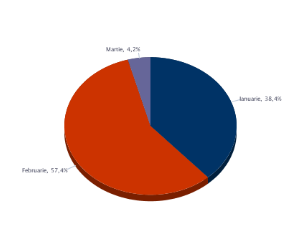 Martie, 4,2%
Ianuarie, 38,4%
Februarie, 57,4%